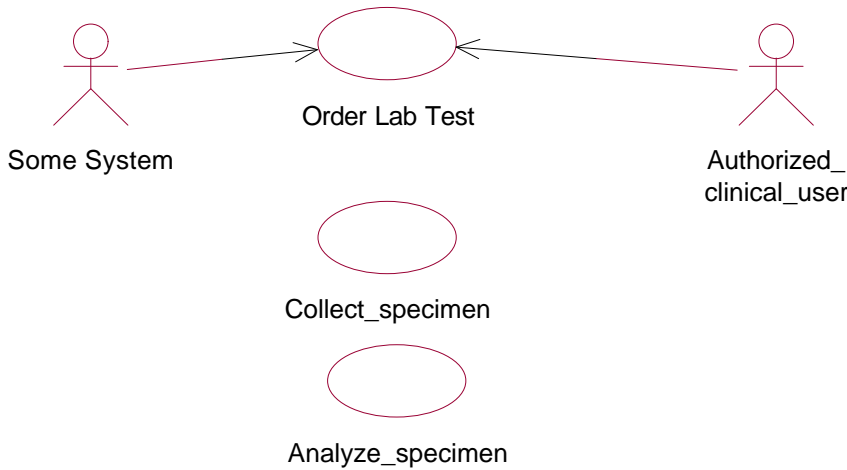 Order Lab Test
Some System
Authorized_
clinical_user
Collect_specimen
Analyze_specimen